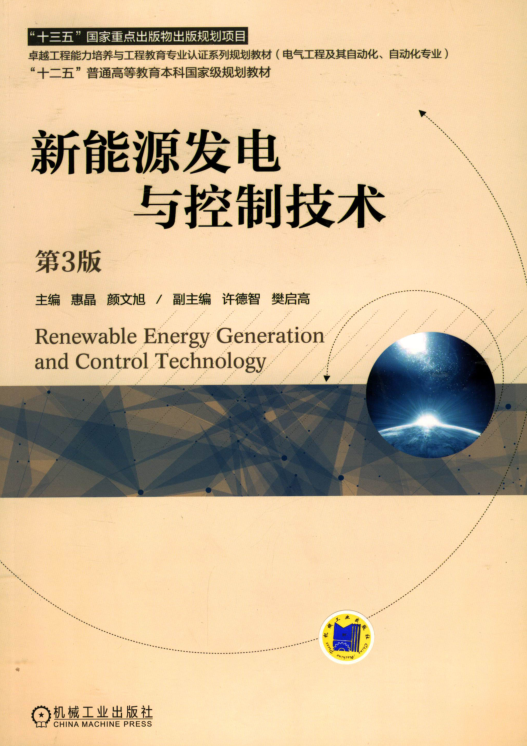 “十三五”国家重点出版物出版规划项目
卓越工程能力培养与工程教育专业认证系列规划教材（电气工程及其自动化、自动化专业）
“十二五”普通高等教育本科国家级规划教材
新能源发电
与控制技术
第3版
主编 惠晶 颜文旭 / 副主编 许德智 樊启高
Renewable Energy Generation
and Control Technology
机械工业出版社
CHINA MACHINE PRESS